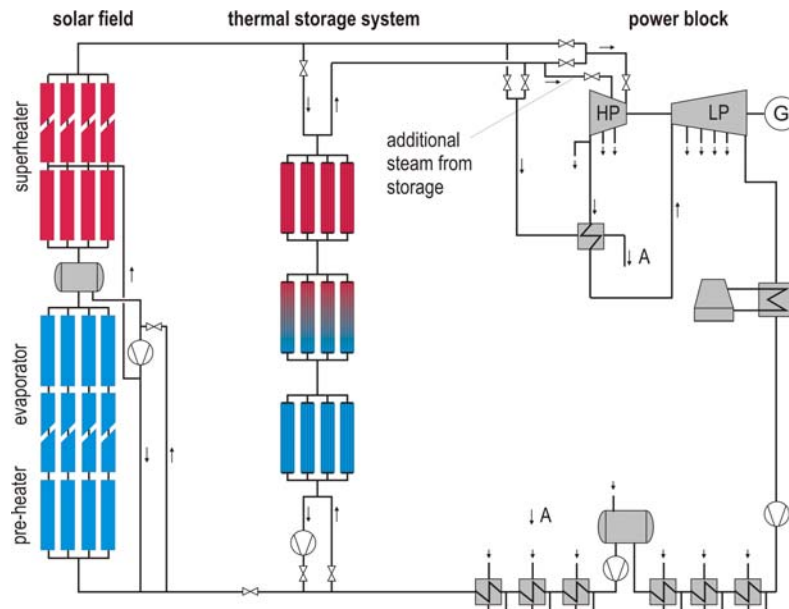 solar field
thermal storage system
power block
superheater
evaporator
pre-heater
HP
LP
G
additional
steam from
storage
A
A